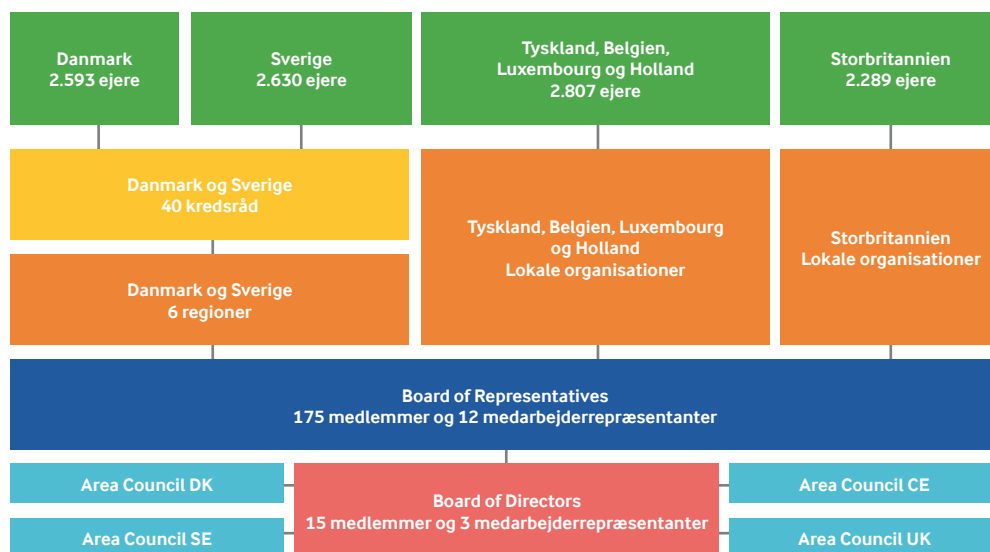 Danmark
2.593 ejere
Sverige
2.630 ejere
Tyskland, Belgien,
Luxembourg og Holland
2.807 ejere
Storbritannien
2.289 ejere
Danmark og Sverige
40 kredsråd
Danmark og Sverige
6 regioner
Tyskland, Belgien, Luxembourg
og Holland
Lokale organisationer
Storbritannien
Lokale organisationer
Board of Representatives
175 medlemmer og 12 medarbejderrepræsentanter
Area Council DK
Area Council SE
Board of Directors
15 medlemmer og 3 medarbejderrepræsentanter
Area Council CE
Area Council UK